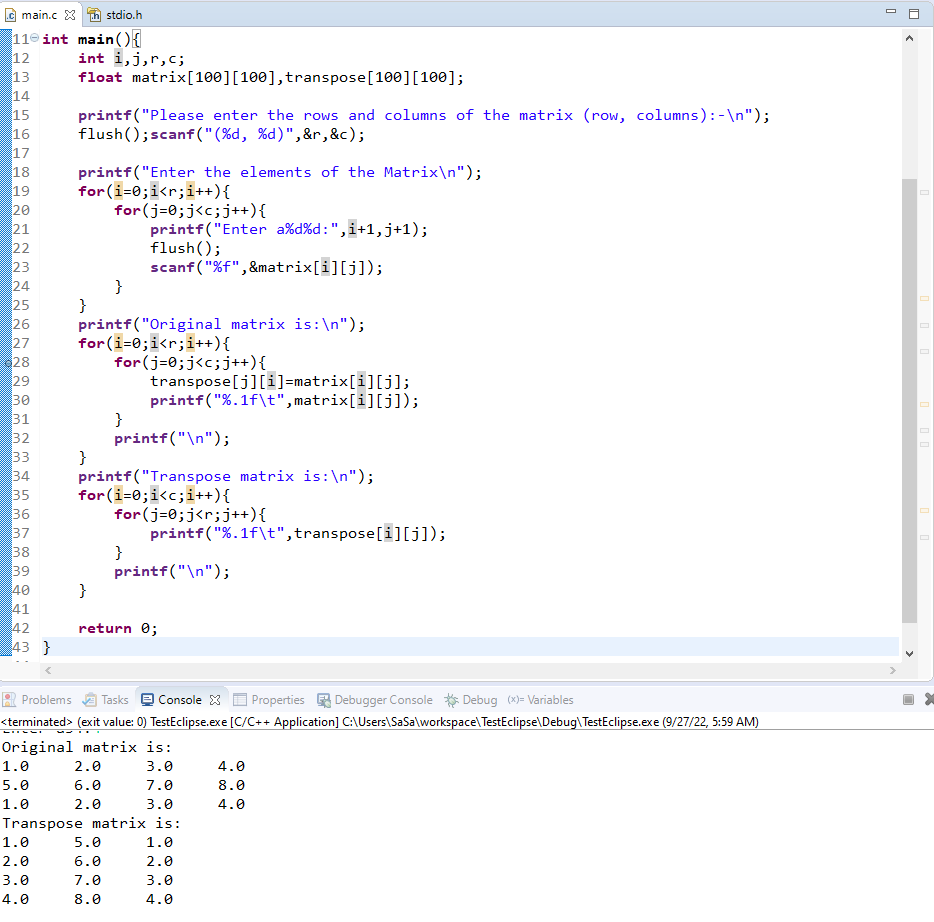 main.c stdio.h
11 int main(){
12     int i,j,r,c;
13     float matrix[100][100],transpose[100][100];
14
15     printf("Please enter the rows and columns of the matrix (row, columns):-\n");
16     flush();scanf("(%d, %d)",&r,&c);
17
18     printf("Enter the elements of the Matrix\n");
19     for(i=0;i<r;i++){
20         for(j=0;j<c;j++){
21             printf("Enter a%d%d:",i+1,j+1);
22             flush();
23             scanf("%f",&matrix[i][j]);
24         }
25     }
26     printf("Original matrix is:\n");
27     for(i=0;i<r;i++){
28         for(j=0;j<c;j++){
29             transpose[j][i]=matrix[i][j];
30             printf("%.1f\t",matrix[i][j]);
31         }
32         printf("\n");
33     }
34     printf("Transpose matrix is:\n");
35     for(i=0;i<c;i++){
36         for(j=0;j<r;j++){
37             printf("%.1f\t",transpose[i][j]);
38         }
39         printf("\n");
40     }
41
42     return 0;
43 }
Problems Tasks Console Properties Debugger Console Debug (x)= Variables
<terminated> (exit value: 0) TestEclipse.exe [C/C++ Application] C:\Users\SaSa\workspace\TestEclipse\Debug\TestEclipse.exe (9/27/22, 5:59 AM)
Original matrix is:
1.0 2.0 3.0 4.0
5.0 6.0 7.0 8.0
1.0 2.0 3.0 4.0
Transpose matrix is:
1.0 5.0 1.0
2.0 6.0 2.0
3.0 7.0 3.0
4.0 8.0 4.0